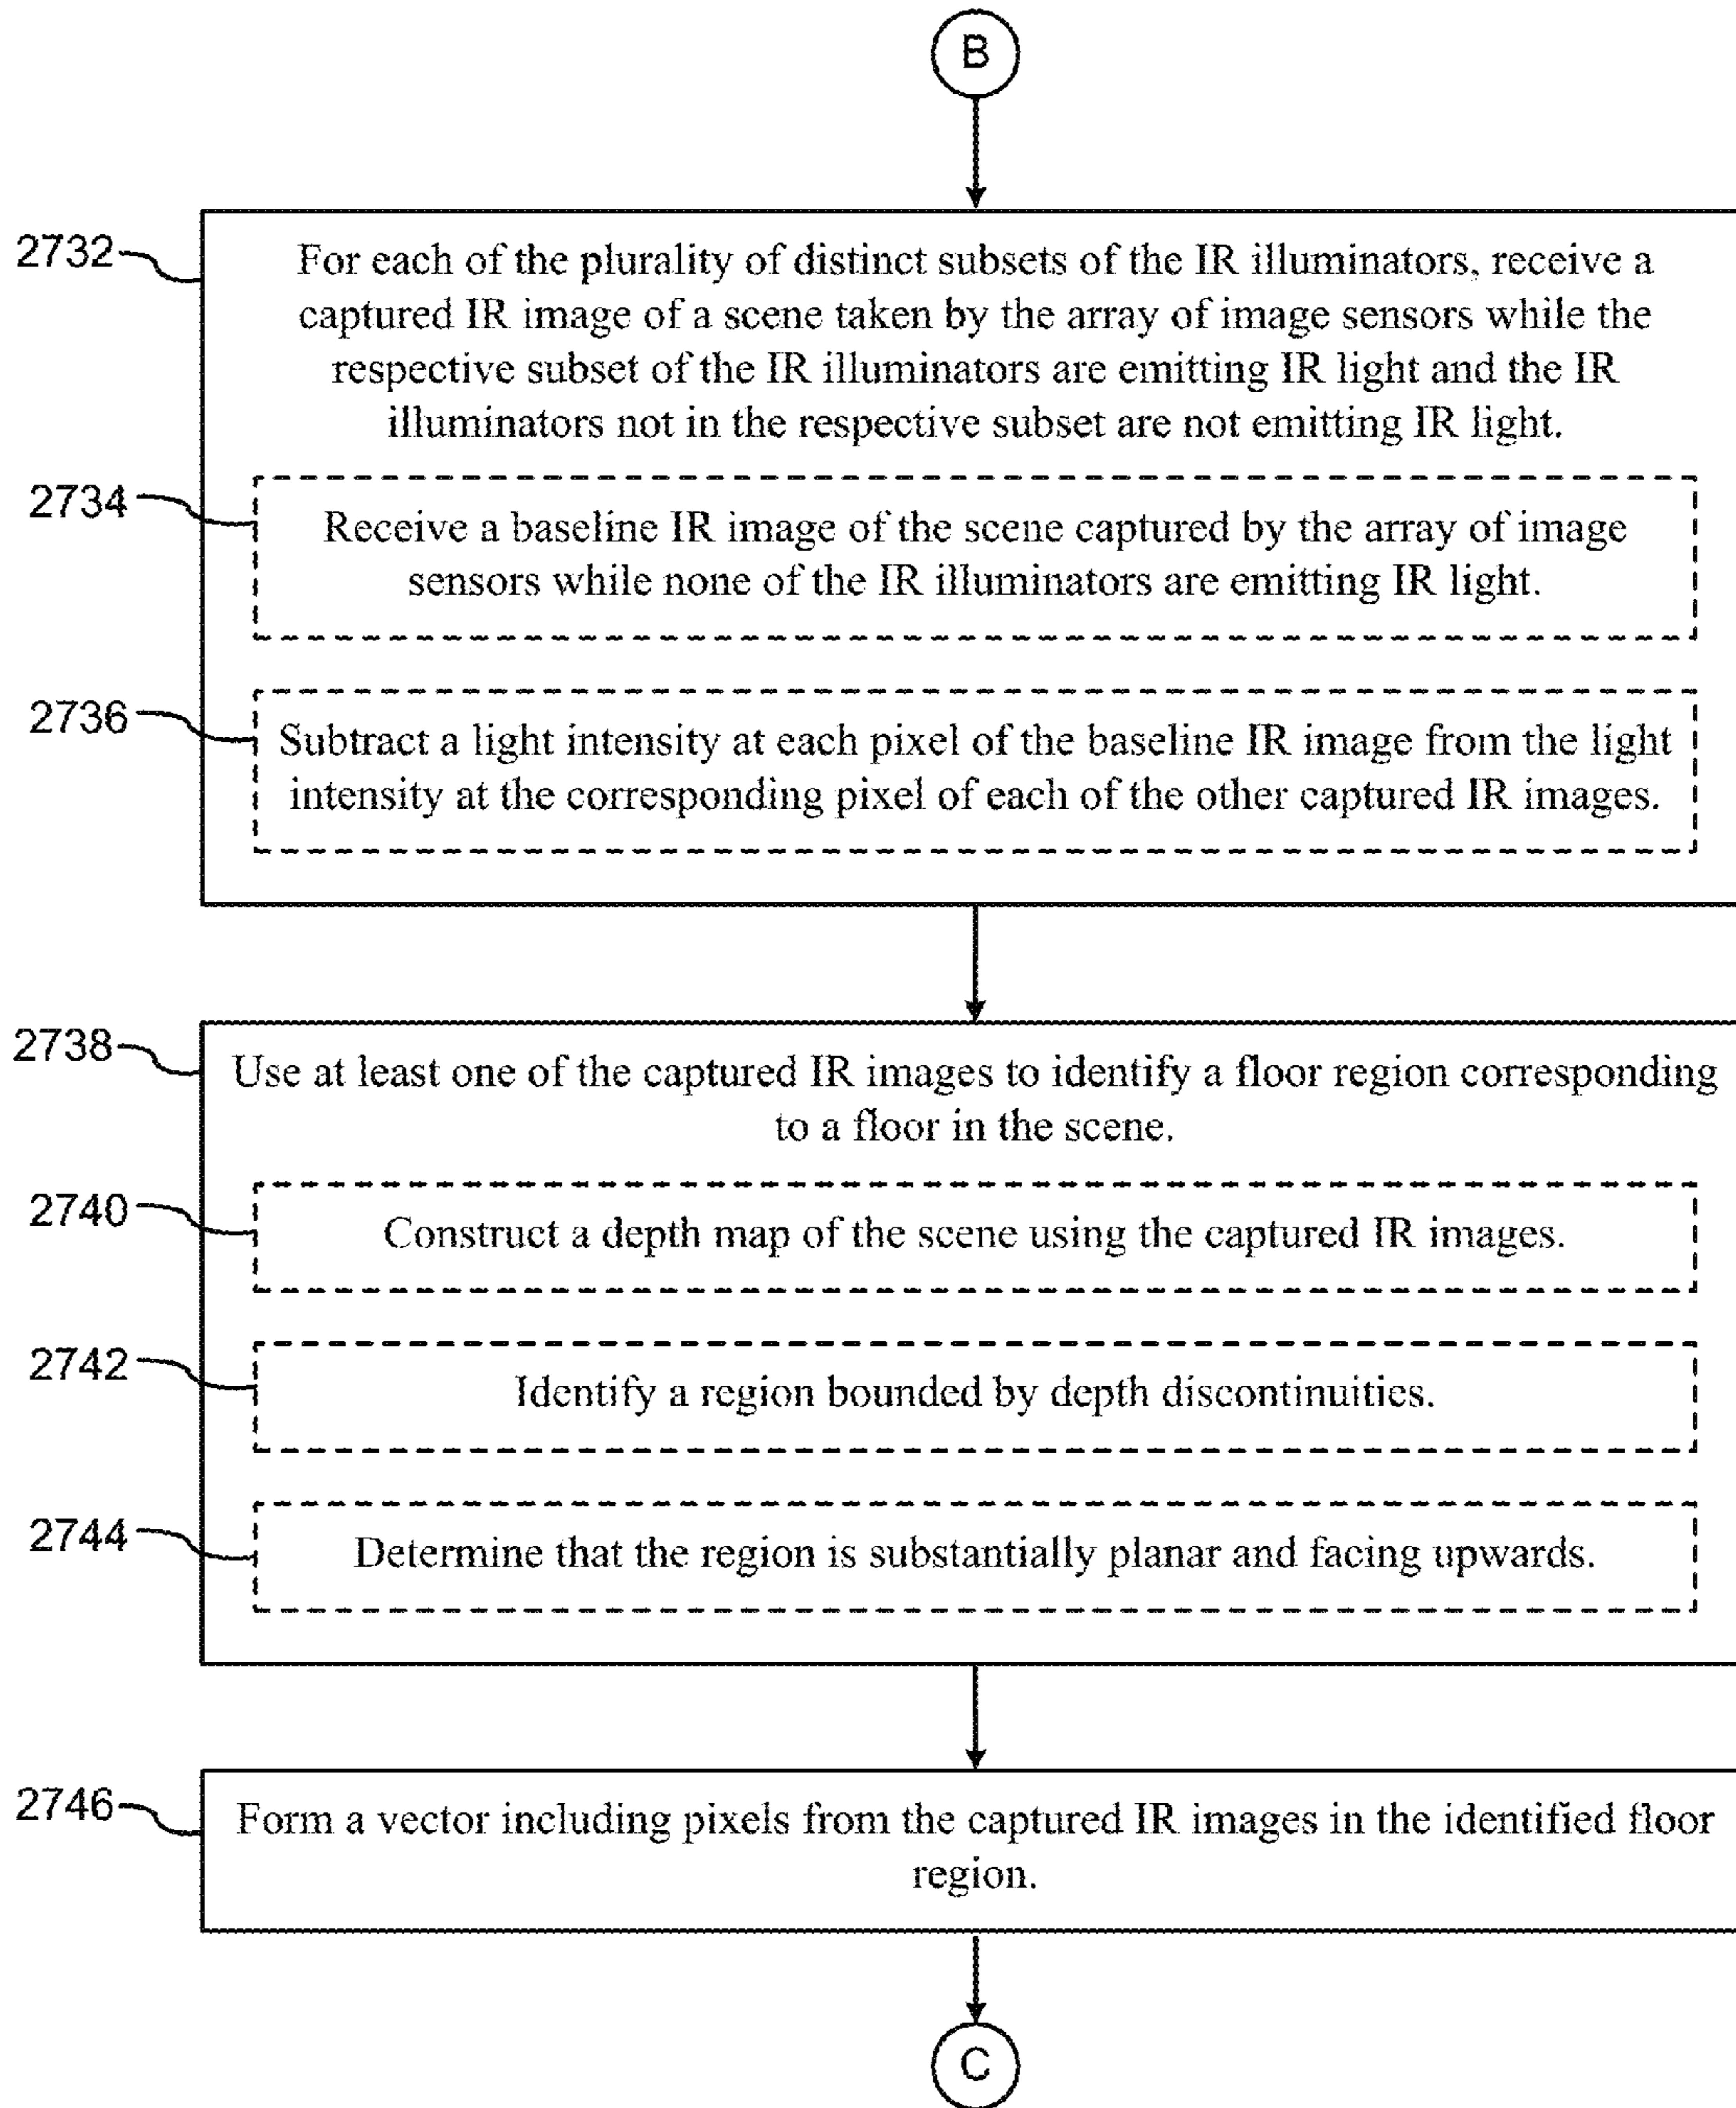 B
2732
For each of the plurality of distinct subsets of the IR illuminators, receive a
captured IR image of a scene taken by the array of image sensors while the
respective subset of the IR illuminators are emitting IR light and the IR
illuminators not in the respective subset are not emitting IR light.
2734
Receive a baseline IR image of the scene captured by the array of image
sensors while none of the IR illuminators are emitting IR light.
2736
Subtract a light intensity at each pixel of the baseline IR image from the light
intensity at the corresponding pixel of each of the other captured IR images.
2738
Use at least one of the captured IR images to identify a floor region corresponding
to a floor in the scene.
2740
Construct a depth map of the scene using the captured IR images.
2742
Identify a region bounded by depth discontinuities.
2744
Determine that the region is substantially planar and facing upwards.
2746
Form a vector including pixels from the captured IR images in the identified floor
region.
C